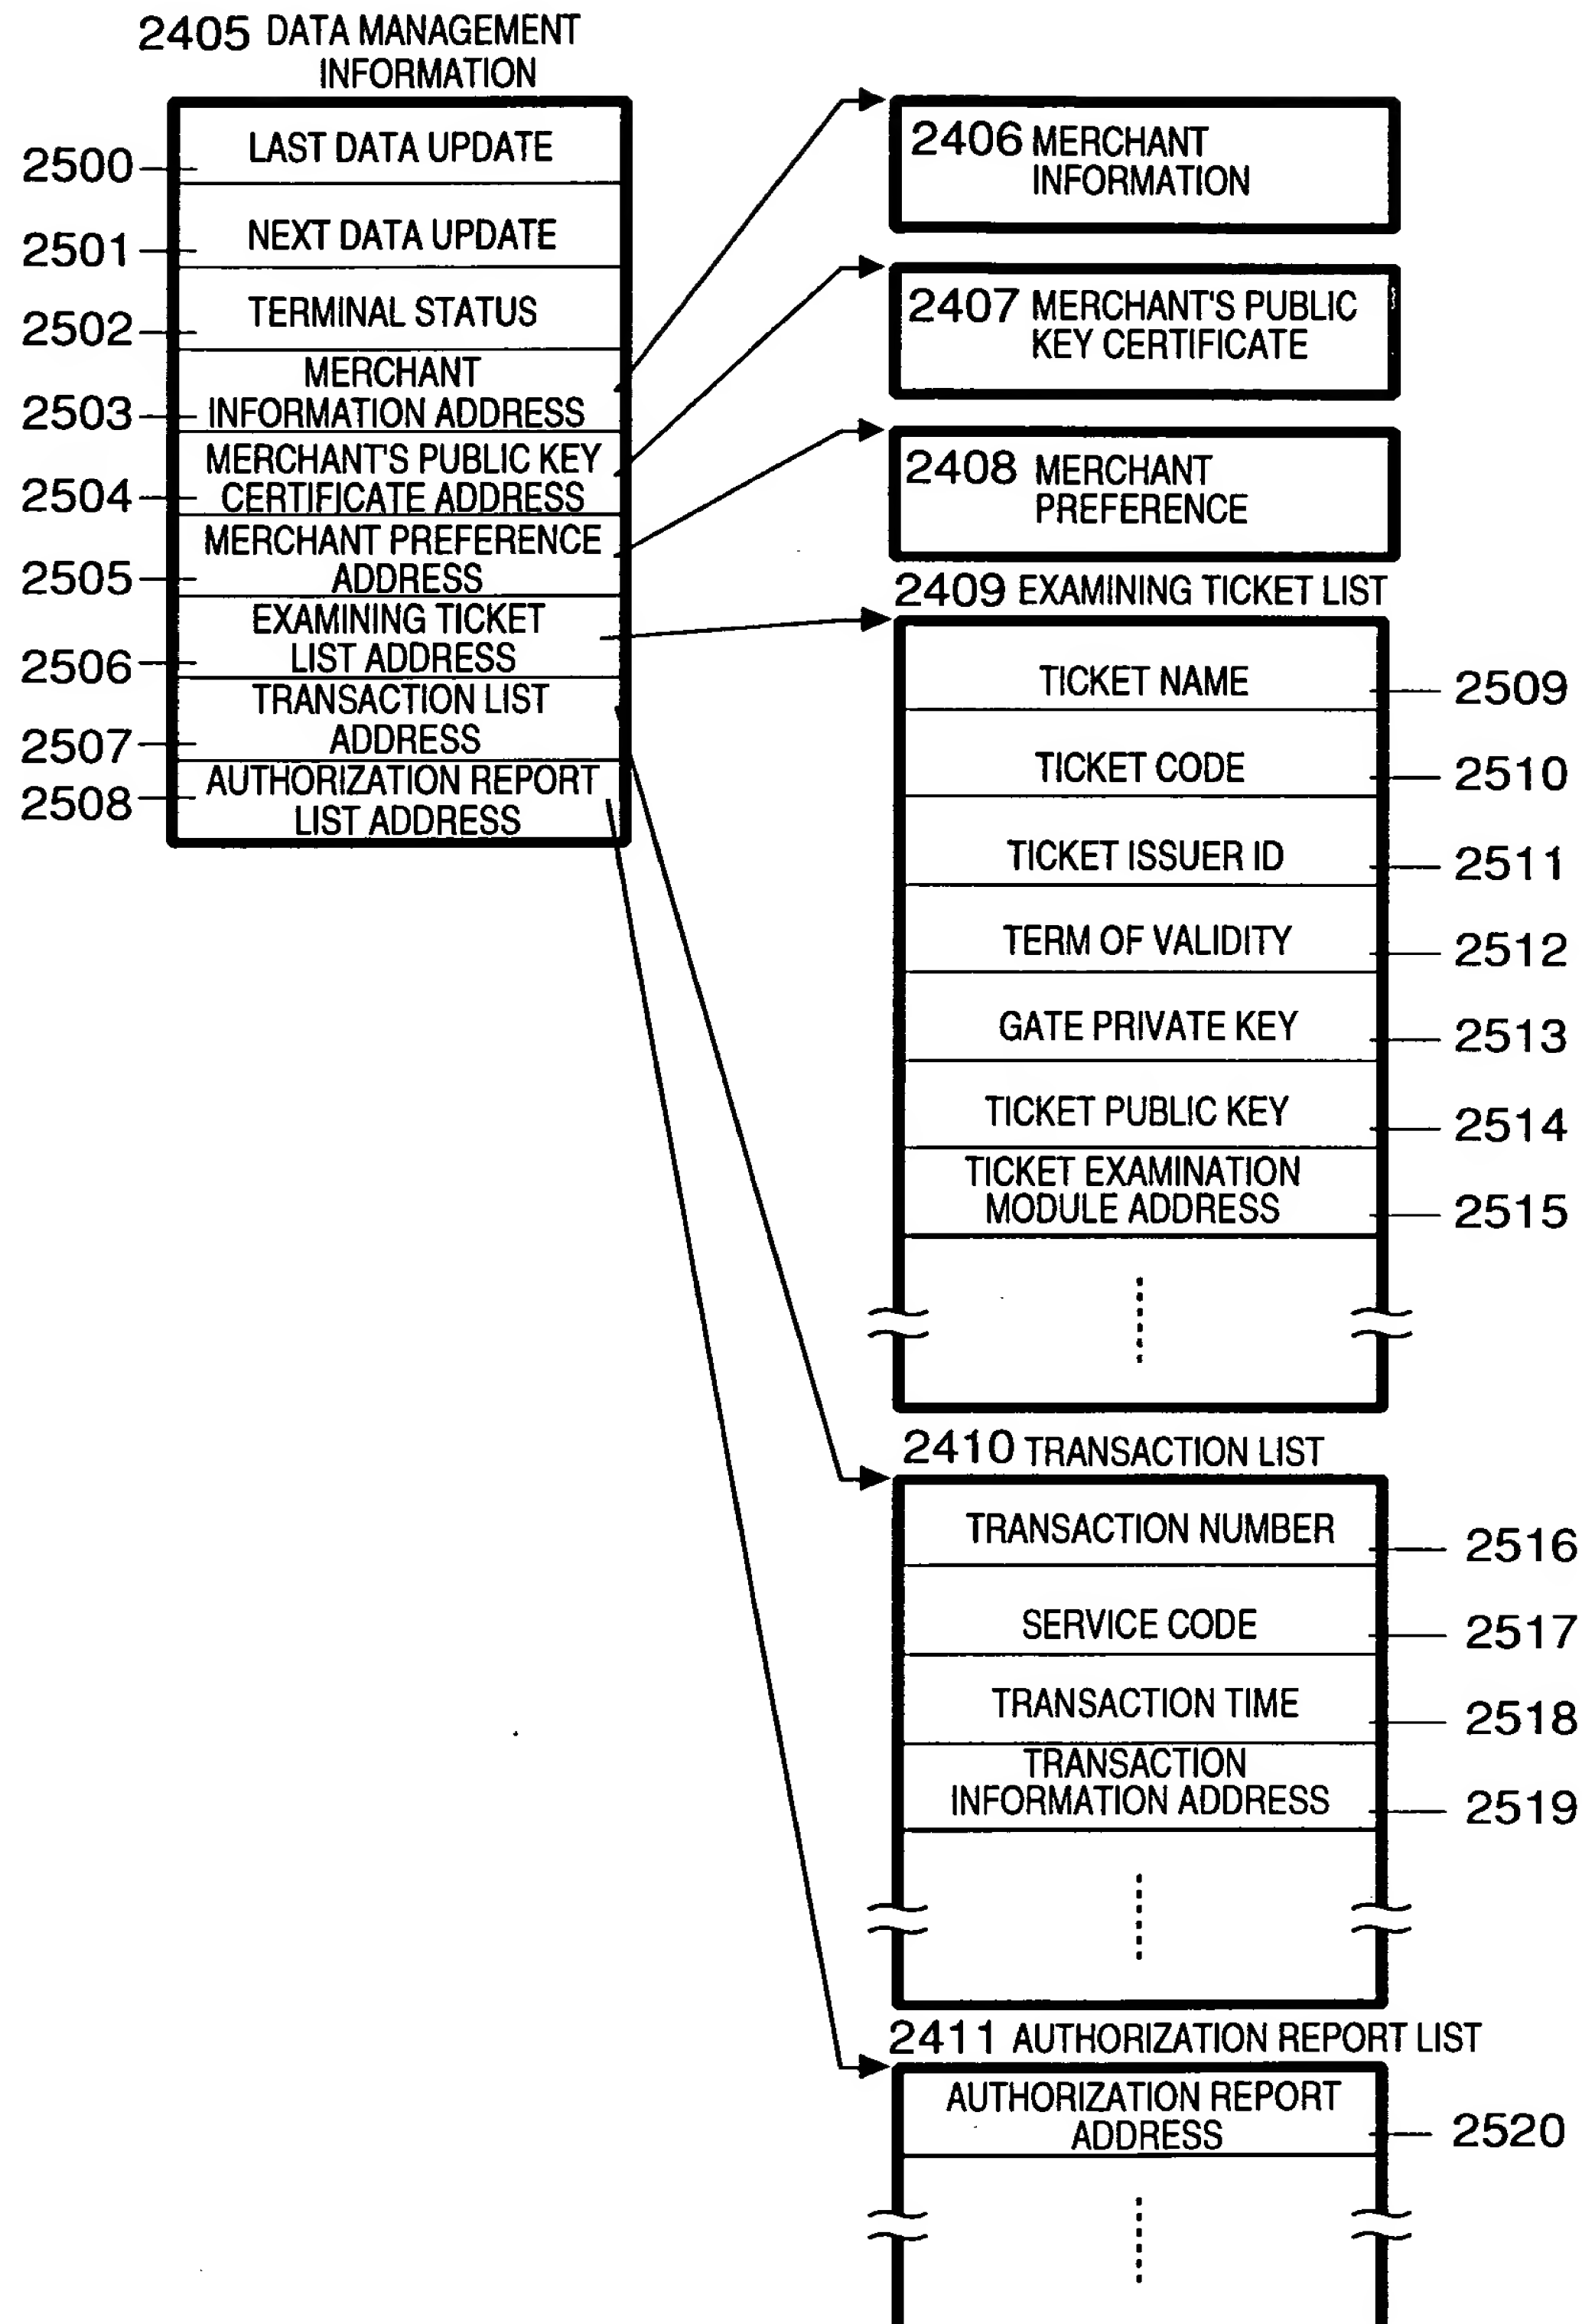 2405 DATA MANAGEMENT
INFORMATION
2500
LAST DATA UPDATE
2501
NEXT DATA UPDATE
2502
TERMINAL STATUS
2503
MERCHANT
INFORMATION ADDRESS
2504
MERCHANT'S PUBLIC KEY
CERTIFICATE ADDRESS
2505
MERCHANT PREFERENCE
ADDRESS
2506
EXAMINING TICKET
LIST ADDRESS
2507
TRANSACTION LIST
ADDRESS
2508
AUTHORIZATION REPORT
LIST ADDRESS
2406 MERCHANT
INFORMATION
2407 MERCHANT'S PUBLIC
KEY CERTIFICATE
2408 MERCHANT
PREFERENCE
2409 EXAMINING TICKET LIST
TICKET NAME
2509
TICKET CODE
2510
TICKET ISSUER ID
2511
TERM OF VALIDITY
2512
GATE PRIVATE KEY
2513
TICKET PUBLIC KEY
2514
TICKET EXAMINATION
MODULE ADDRESS
2515
2410 TRANSACTION LIST
TRANSACTION NUMBER
2516
SERVICE CODE
2517
TRANSACTION TIME
2518
TRANSACTION
INFORMATION ADDRESS
2519
2411 AUTHORIZATION REPORT LIST
AUTHORIZATION REPORT
ADDRESS
2520